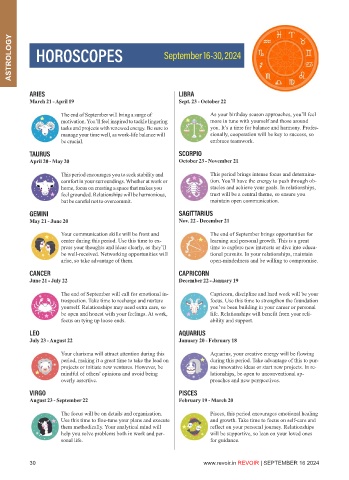 ASTROLOGY
HOROSCOPES
September 16-30, 2024
ARIES
March 21 - April 19
The end of September will bring a surge of
motivation. You'll feel inspired to tackle lingering
tasks and projects with renewed energy. Be sure to
manage your time well, as work-life balance will
be crucial.
TAURUS
April 20 - May 20
This period encourages you to seek stability and
comfort in your surroundings. Whether at work or
home, focus on creating a space that makes you
feel grounded. Relationships will be harmonious,
but be careful not to overcommit.
GEMINI
May 21 - June 20
Your communication skills will be front and
center during this period. Use this time to ex-
press your thoughts and ideas clearly, as they'll
be well-received. Networking opportunities will
arise, so take advantage of them.
CANCER
June 21 - July 22
The end of September will call for emotional in-
trospection. Take time to recharge and nurture
yourself. Relationships may need extra care, so
be open and honest with your feelings. At work,
focus on tying up loose ends.
LEO
July 23 - August 22
Your charisma will attract attention during this
period, making it a great time to take the lead on
projects or initiate new ventures. However, be
mindful of others' opinions and avoid being
overly assertive.
VIRGO
August 23 - September 22
The focus will be on details and organization.
Use this time to fine-tune your plans and execute
them methodically. Your analytical mind will
help you solve problems both in work and per-
sonal life.
LIBRA
Sept. 23 - October 22
As your birthday season approaches, you'll feel
more in tune with yourself and those around
you. It's a time for balance and harmony. Profes-
sionally, cooperation will be key to success, so
embrace teamwork.
SCORPIO
October 23 - November 21
This period brings intense focus and determina-
tion. You'll have the energy to push through ob-
stacles and achieve your goals. In relationships,
trust will be a central theme, so ensure you
maintain open communication.
SAGITTARIUS
Nov. 22 - December 21
The end of September brings opportunities for
learning and personal growth. This is a great
time to explore new interests or dive into educa-
tional pursuits. In your relationships, maintain
open-mindedness and be willing to compromise.
CAPRICORN
December 22 - January 19
Capricorn, discipline and hard work will be your
focus. Use this time to strengthen the foundation
you've been building in your career or personal
life. Relationships will benefit from your reli-
ability and support.
AQUARIUS
January 20 - February 18
Aquarius, your creative energy will be flowing
during this period. Take advantage of this to pur-
sue innovative ideas or start new projects. In re-
lationships, be open to unconventional ap-
proaches and new perspectives.
PISCES
February 19 - March 20
Pisces, this period encourages emotional healing
and growth. Take time to focus on self-care and
reflect on your personal journey. Relationships
will be supportive, so lean on your loved ones
for guidance.
30
www.revoir.in REVOIR | SEPTEMBER 16 2024